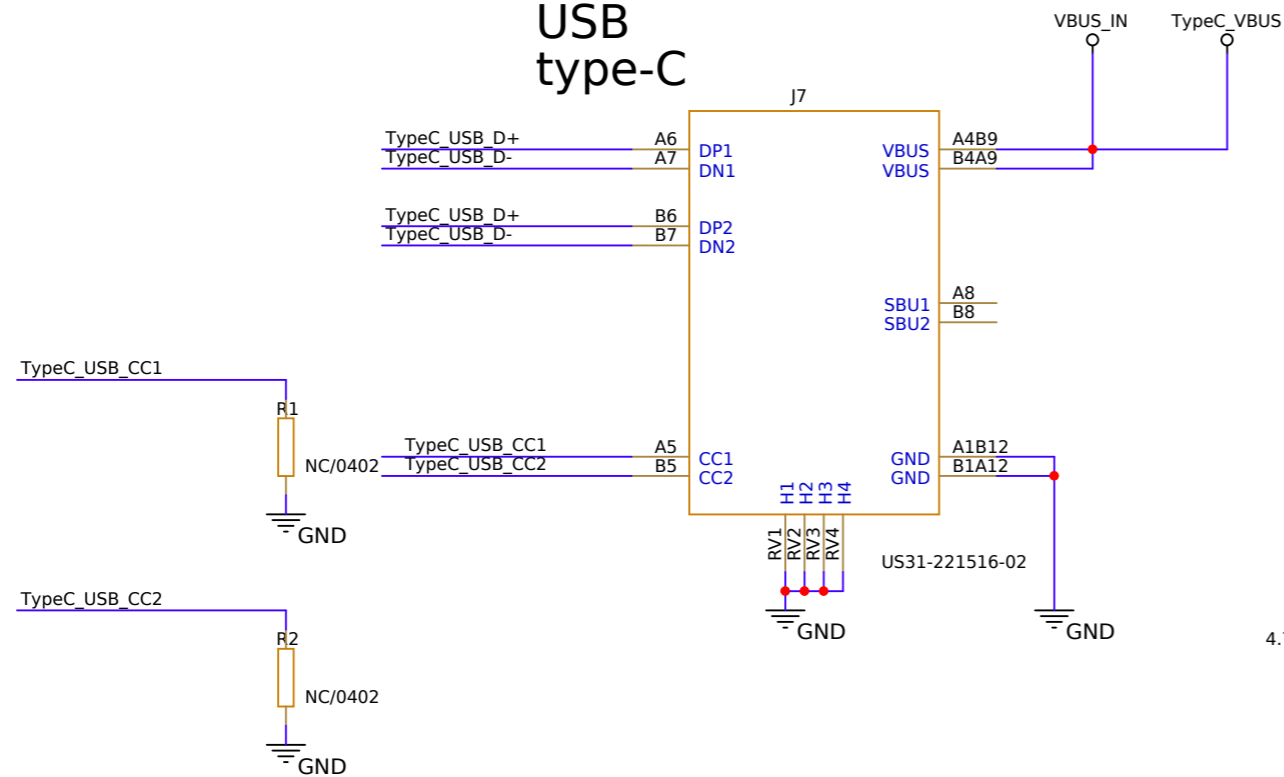 USB
type-C
VBUS_IN
TypeC_VBUS
J7
TypeC_USB_D+
A6
DP1
VBUS
A4B9
TypeC_USB_D-
A7
DN1
VBUS
B4A9
TypeC_USB_D+
B6
DP2
TypeC_USB_D-
B7
DN2
SBU1
A8
SBU2
B8
TypeC_USB_CC1
R1
NC/0402
GND
TypeC_USB_CC1
A5
CC1
GND
A1B12
TypeC_USB_CC2
B5
CC2
GND
B1A12
H1
H2
H3
H4
RV1
RV2
RV3
RV4
US31-221516-02
GND
GND
TypeC_USB_CC2
R2
NC/0402
GND